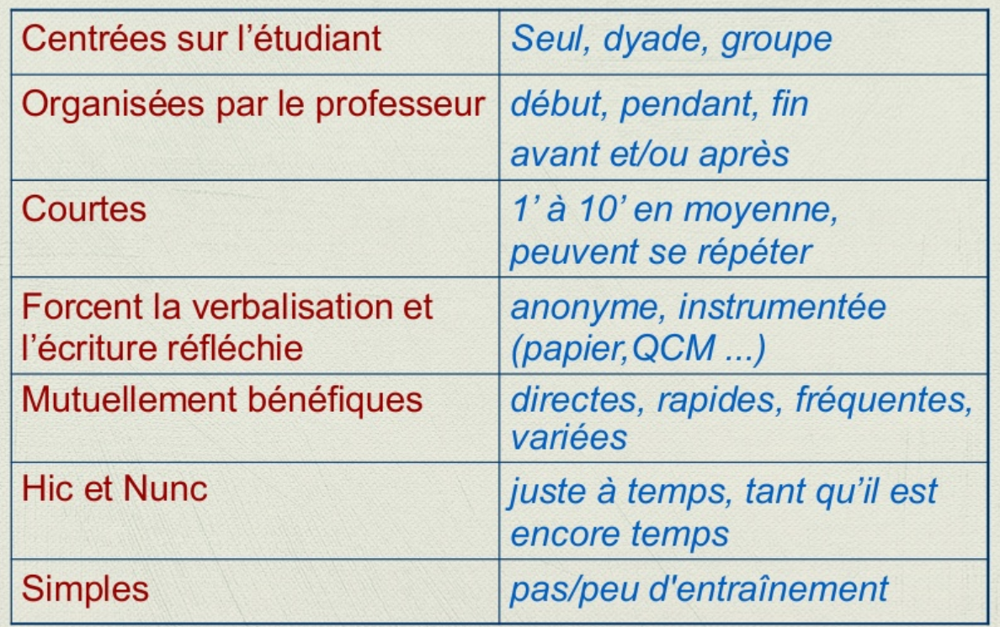 Centrées sur l’étudiant
Seul, dyade, groupe
Organisées par le professeur
début, pendant, fin
avant et/ou après
Courtes
1’ à 10’ en moyenne,
peuvent se répéter
Forcent la verbalisation et
l’écriture réfléchie
anonyme, instrumentée
(papier,QCM ...)
Mutuellement bénéfiques
directes, rapides, fréquentes,
variées
Hic et Nunc
juste à temps, tant qu’il est
encore temps
Simples
pas/peu d'entraînement